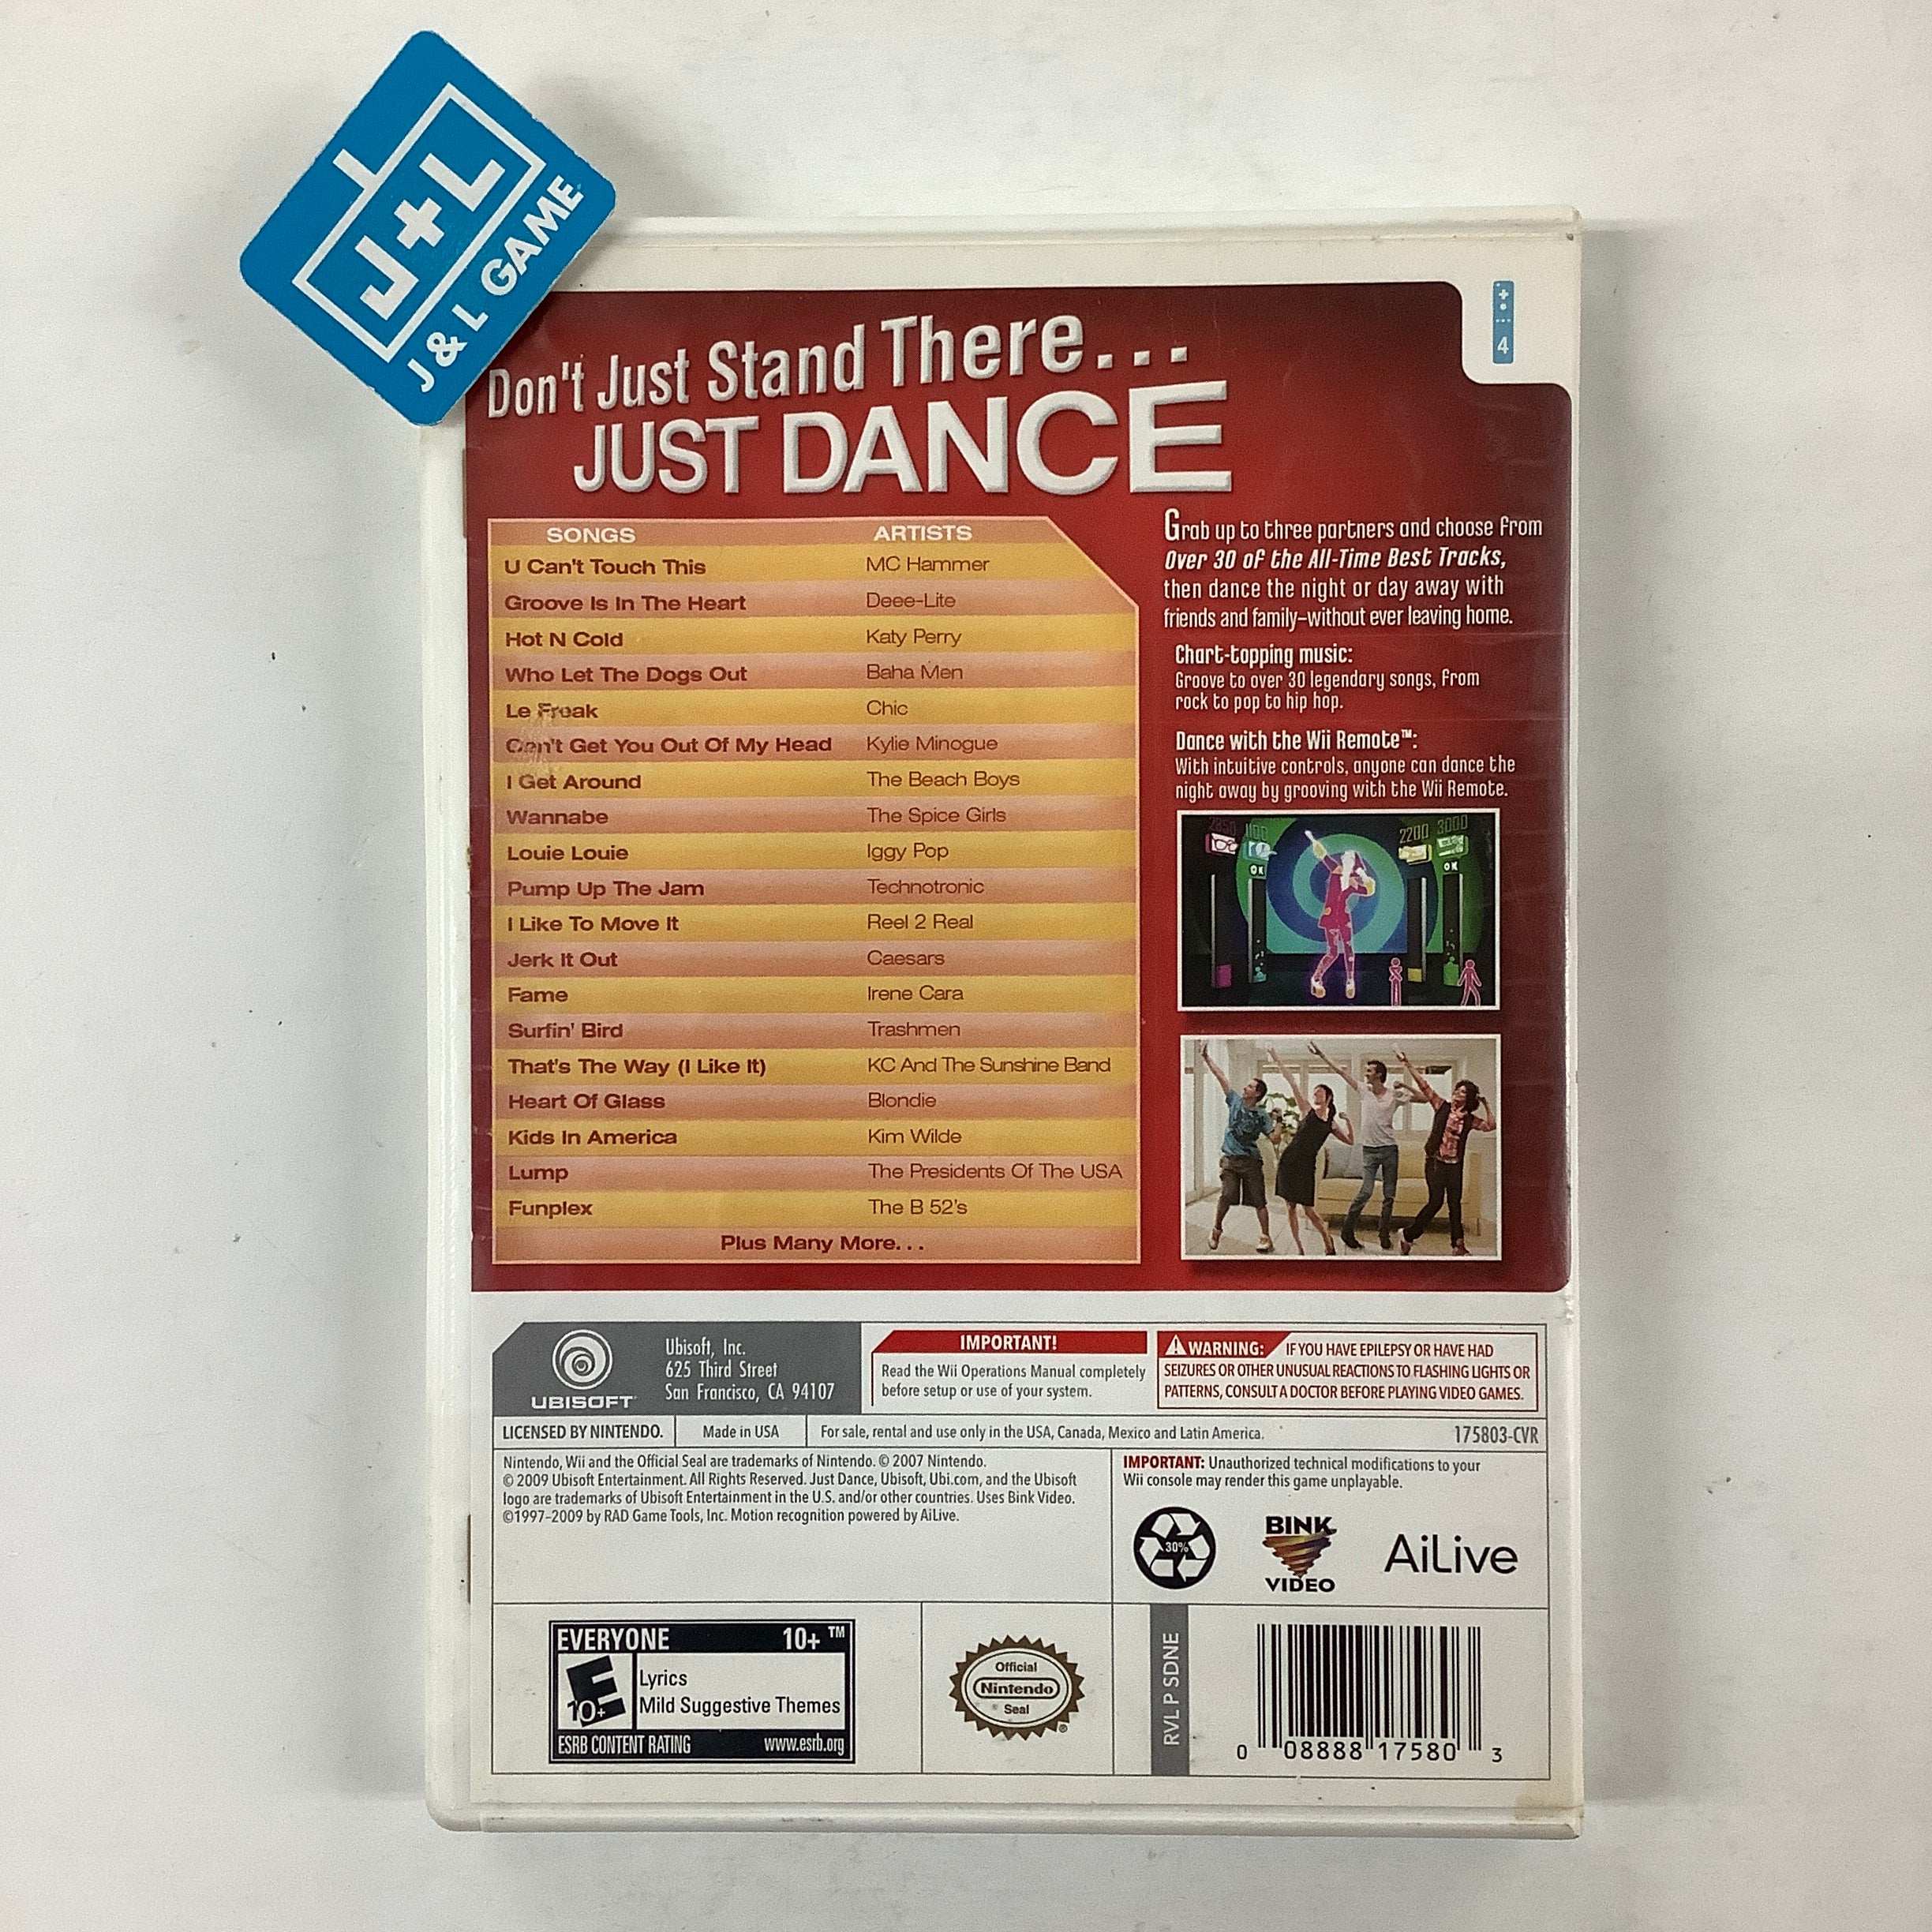 J+L
J & L GAME
4
Don't Just Stand There...
JUST DANCE
SONGS ARTISTS
U Can't Touch This MC Hammer
Groove Is In The Heart Deee-Lite
Hot N Cold Katy Perry
Who Let The Dogs Out Baha Men
Le Freak Chic
Can't Get You Out Of My Head Kylie Minogue
I Get Around The Beach Boys
Wannabe The Spice Girls
Louie Louie Iggy Pop
Pump Up The Jam Technotronic
I Like To Move It Reel 2 Real
Jerk It Out Caesars
Fame Irene Cara
Surfin' Bird Trashmen
That's The Way (I Like It) KC And The Sunshine Band
Heart Of Glass Blondie
Kids In America Kim Wilde
Lump The Presidents Of The USA
Funplex The B 52's
Plus Many More...
Grab up to three partners and choose from
Over 30 of the All-Time Best Tracks,
then dance the night or day away with
friends and family–without ever leaving home.
Chart-topping music:
Groove to over 30 legendary songs, from
rock to pop to hip hop.
Dance with the Wii Remote™:
With intuitive controls, anyone can dance the
night away by grooving with the Wii Remote.
2200 3000
OK OK
UBISOFT
Ubisoft, Inc.
625 Third Street
San Francisco, CA 94107
IMPORTANT!
Read the Wii Operations Manual completely
before setup or use of your system.
WARNING: IF YOU HAVE EPILEPSY OR HAVE HAD
SEIZURES OR OTHER UNUSUAL REACTIONS TO FLASHING LIGHTS OR
PATTERNS, CONSULT A DOCTOR BEFORE PLAYING VIDEO GAMES.
LICENSED BY NINTENDO. Made in USA For sale, rental and use only in the USA, Canada, Mexico and Latin America. 175803-CVR
Nintendo, Wii and the Official Seal are trademarks of Nintendo. © 2007 Nintendo.
© 2009 Ubisoft Entertainment. All Rights Reserved. Just Dance, Ubisoft, Ubi.com, and the Ubisoft
logo are trademarks of Ubisoft Entertainment in the U.S. and/or other countries. Uses Bink Video.
©1997–2009 by RAD Game Tools, Inc. Motion recognition powered by AiLive.
IMPORTANT: Unauthorized technical modifications to your
Wii console may render this game unplayable.
30%
BINK
VIDEO
AiLive
EVERYONE 10+ ™
E
10+
Lyrics
Mild Suggestive Themes
ESRB CONTENT RATING www.esrb.org
Official
Nintendo
Seal
®
RVL P SDNE
0 08888 17580 3